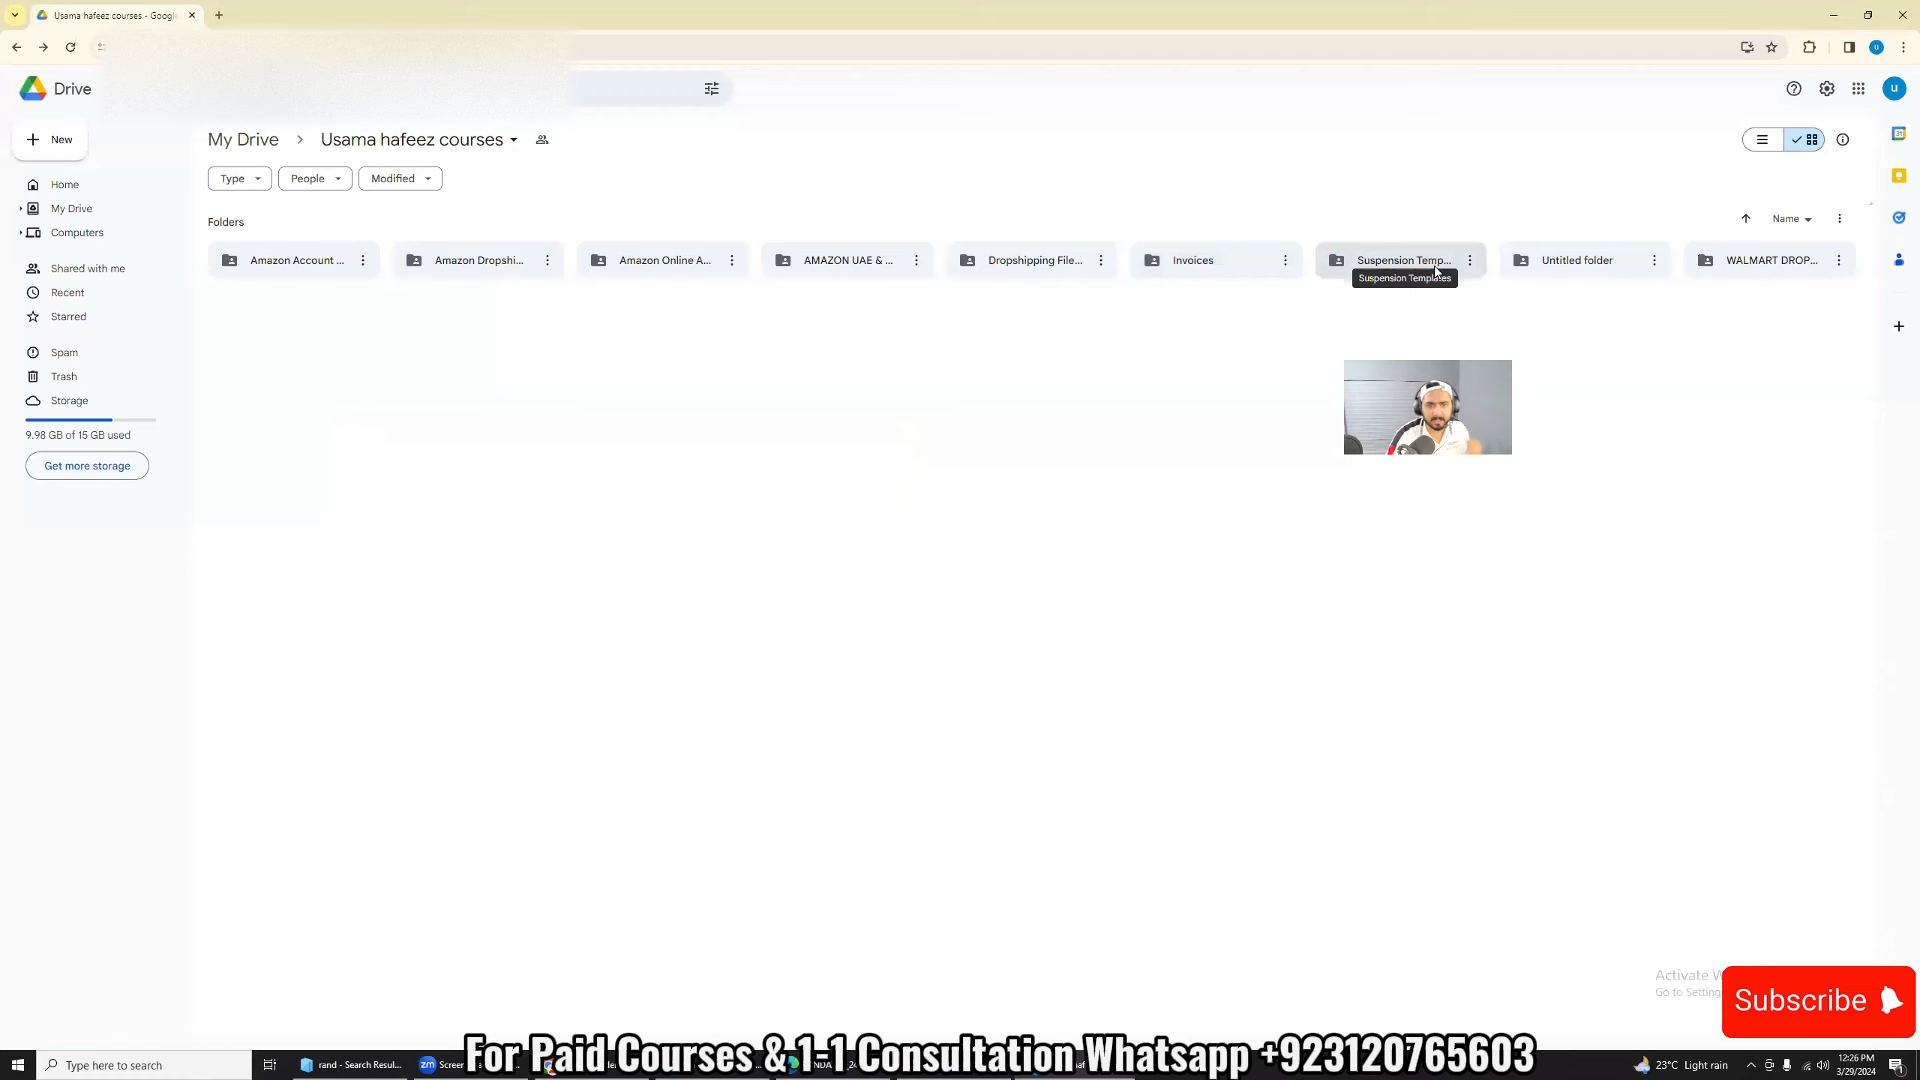 Usama hafeez courses - Google
Drive
u
New
My Drive
Usama hafeez courses
Type
People
Modified
Home
My Drive
Computers
Shared with me
Recent
Starred
Spam
Trash
Storage
9.98 GB of 15 GB used
Get more storage
Folders
Name
Amazon Account ...
Amazon Dropshi...
Amazon Online A...
AMAZON UAE & ...
Dropshipping File...
Invoices
Suspension Temp...
Untitled folder
WALMART DROP...
Suspension Templates
31
Activate W
Go to Setting
Subscribe
For Paid Courses & 1-1 Consultation Whatsapp +923120765603
Type here to search
rand - Search Resul...
zm
Scree
23°C Light rain
12:26 PM
3/29/2024